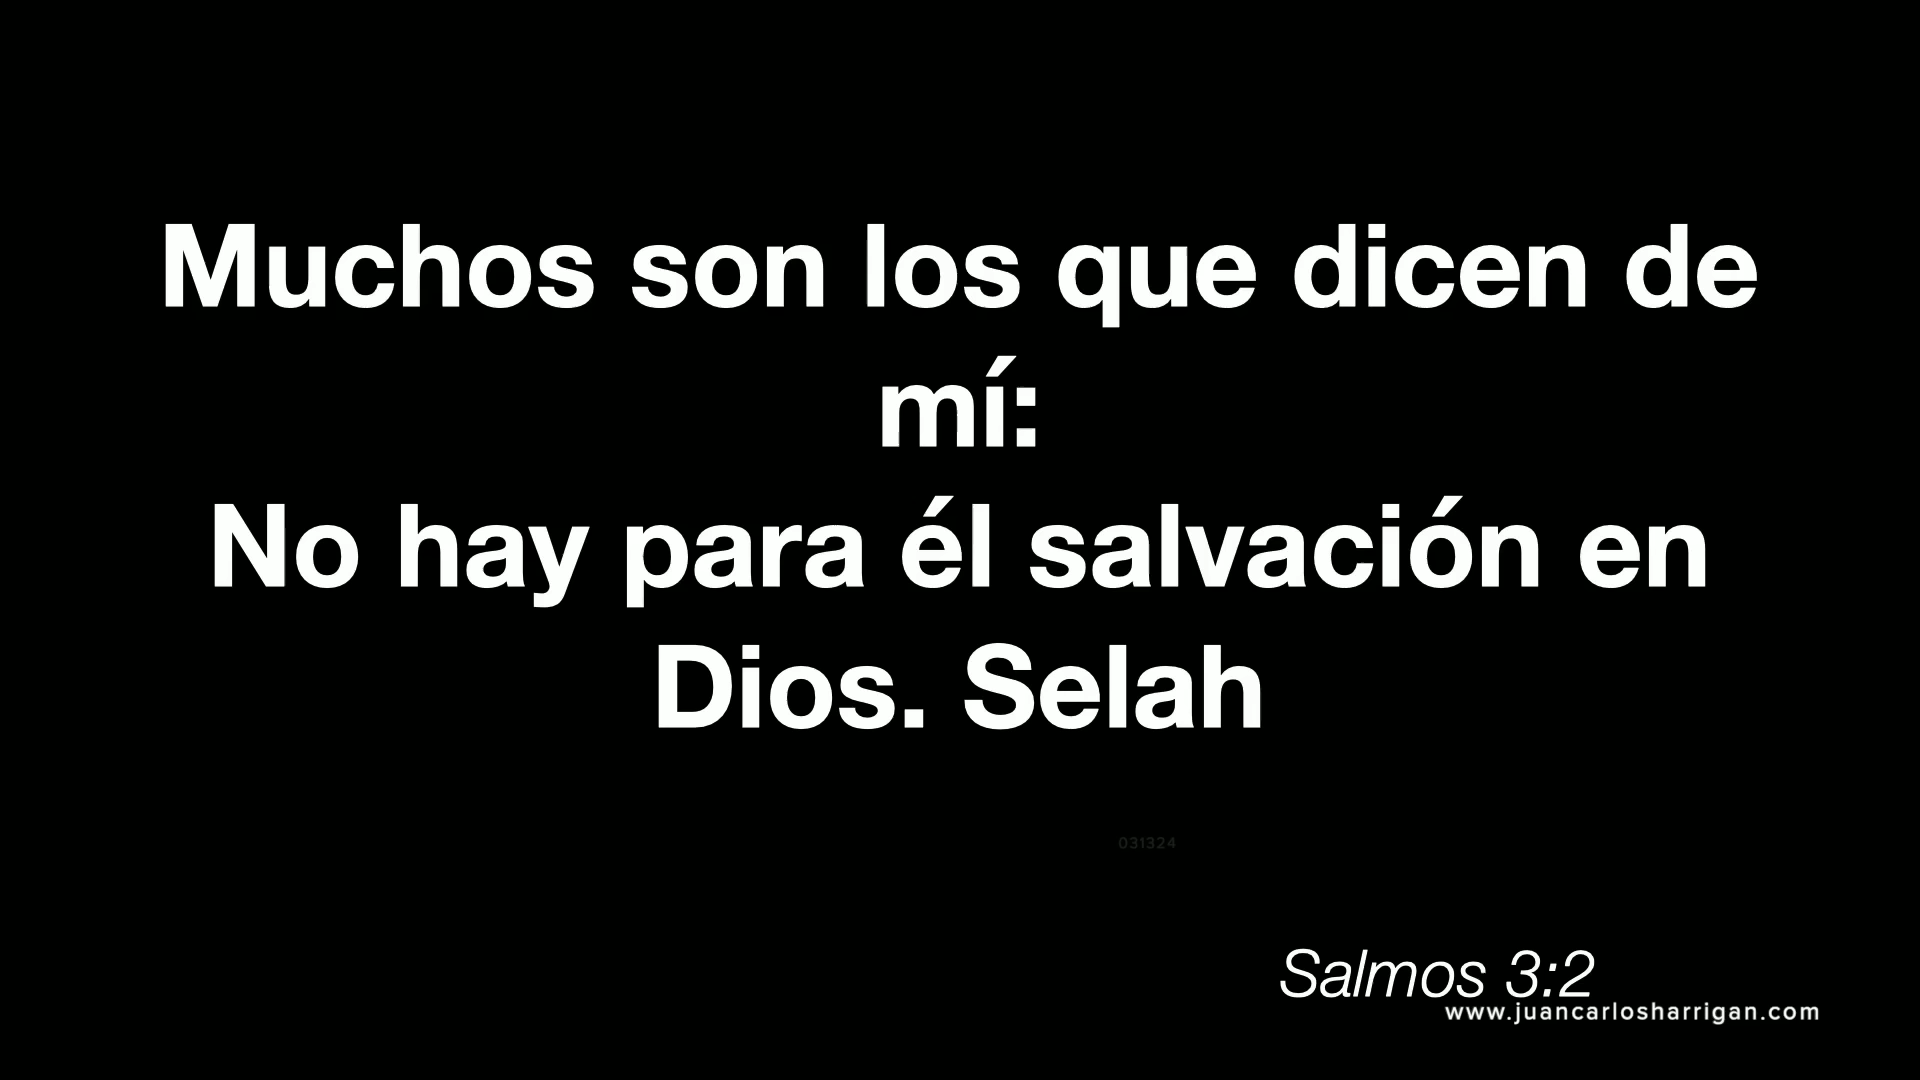 Muchos son los que dicen de
mí:
No hay para él salvación en
Dios. Selah
031324
Salmos 3:2
www.juancarlosharrigan.com